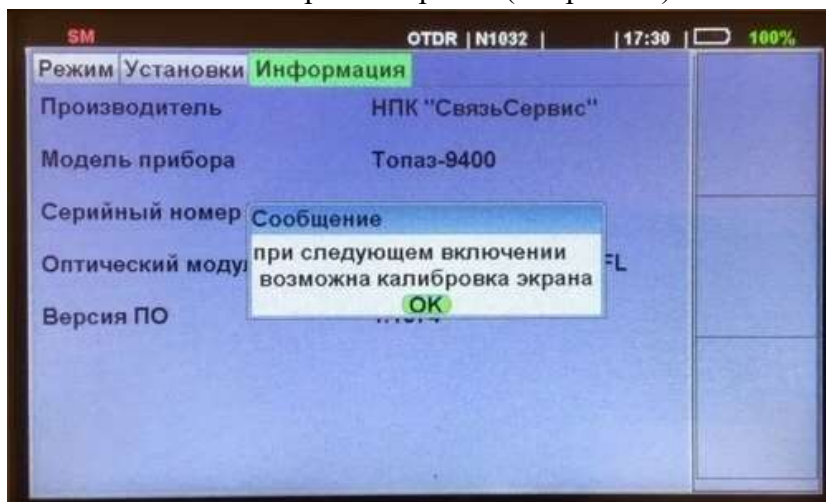 SM OTDR | N1032 | | 17:30 | 100%
Режим Установки Информация
Производитель НПК "СвязьСервис"
Модель прибора Топаз-9400
Серийный номер
Сообщение
при следующем включении
Оптический FL
возможна калибровка экрана
OK
Версия ПО